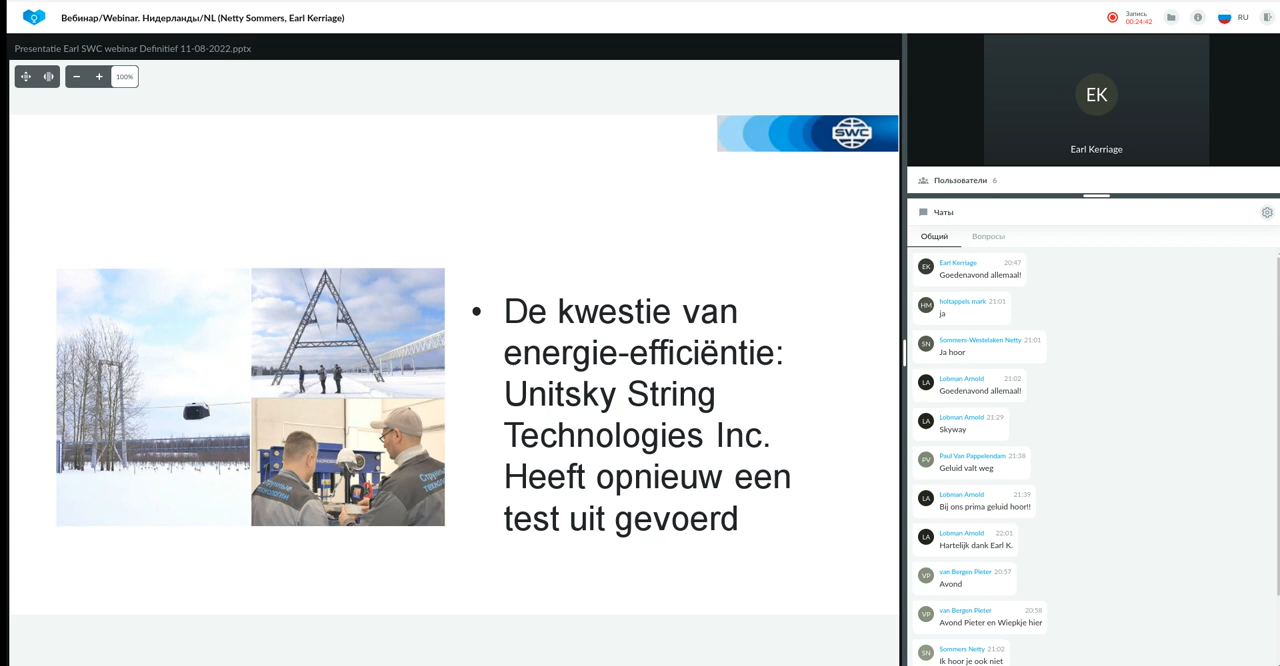 Вебинар/Webinar. Нидерланды/NL (Netty Sommers, Earl Kerriage)
Запись
00:24:42
RU
Presentatie Earl SWC webinar Definitief 11-08-2022.pptx
100%
SWC
De kwestie van
energie-efficiëntie:
Unitsky String
Technologies Inc.
Heeft opnieuw een
test uit gevoerd
EK
Earl Kerriage
Пользователи 6
Чаты
Общий Вопросы
EK Earl Kerriage 20:47
Goedenavond allemaal!
HM holtappels mark 21:01
ja
SN Sommers-Westelaken Netty 21:01
Ja hoor
LA Lobman Arnold 21:02
Goedenavond allemaal!
LA Lobman Arnold 21:29
Skyway
PV Paul Van Pappelendam 21:38
Geluid valt weg
LA Lobman Arnold 21:39
Bij ons prima geluid hoor!!
LA Lobman Arnold 22:01
Hartelijk dank Earl K.
VP van Bergen Pieter 20:57
Avond
VP van Bergen Pieter 20:58
Avond Pieter en Wiepkje hier
SN Sommers Netty 21:02
Ik hoor je ook niet